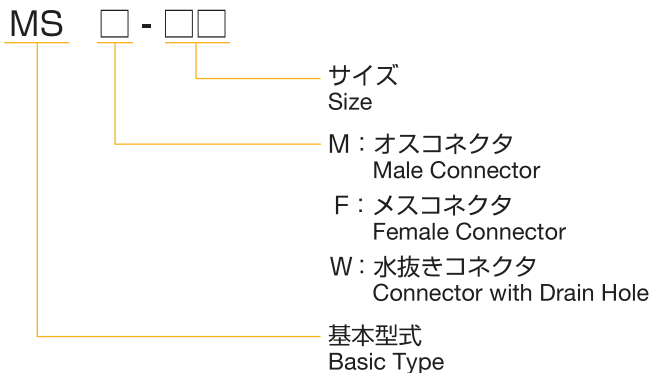 MS □ - □□
サイズ
Size
M：オスコネクタ
Male Connector
F：メスコネクタ
Female Connector
W：水抜きコネクタ
Connector with Drain Hole
基本型式
Basic Type